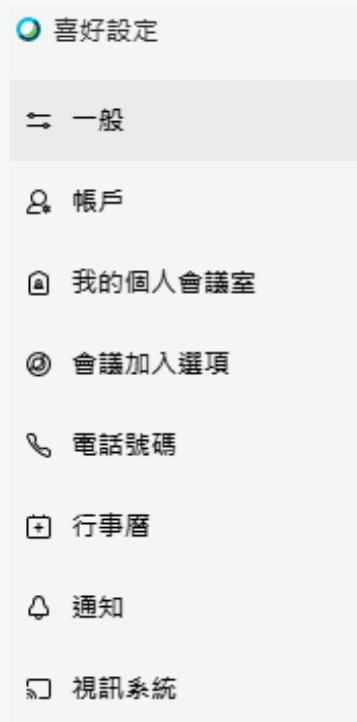 喜好設定
一般
帳戶
我的個人會議室
會議加入選項
電話號碼
行事曆
通知
視訊系統